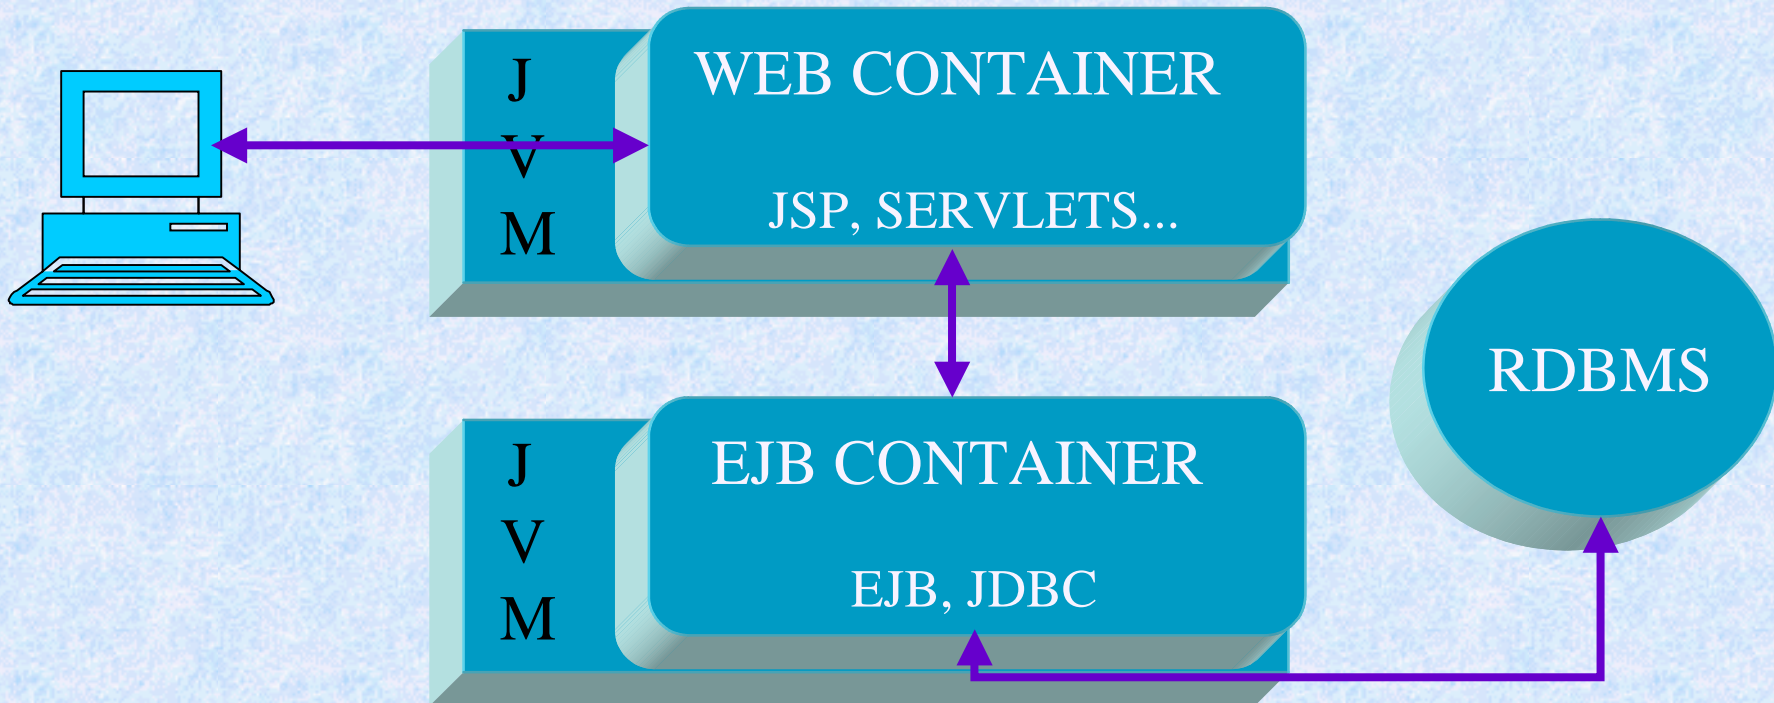 J
V
M
WEB CONTAINER
JSP, SERVLETS...
RDBMS
J
V
M
EJB CONTAINER
EJB, JDBC